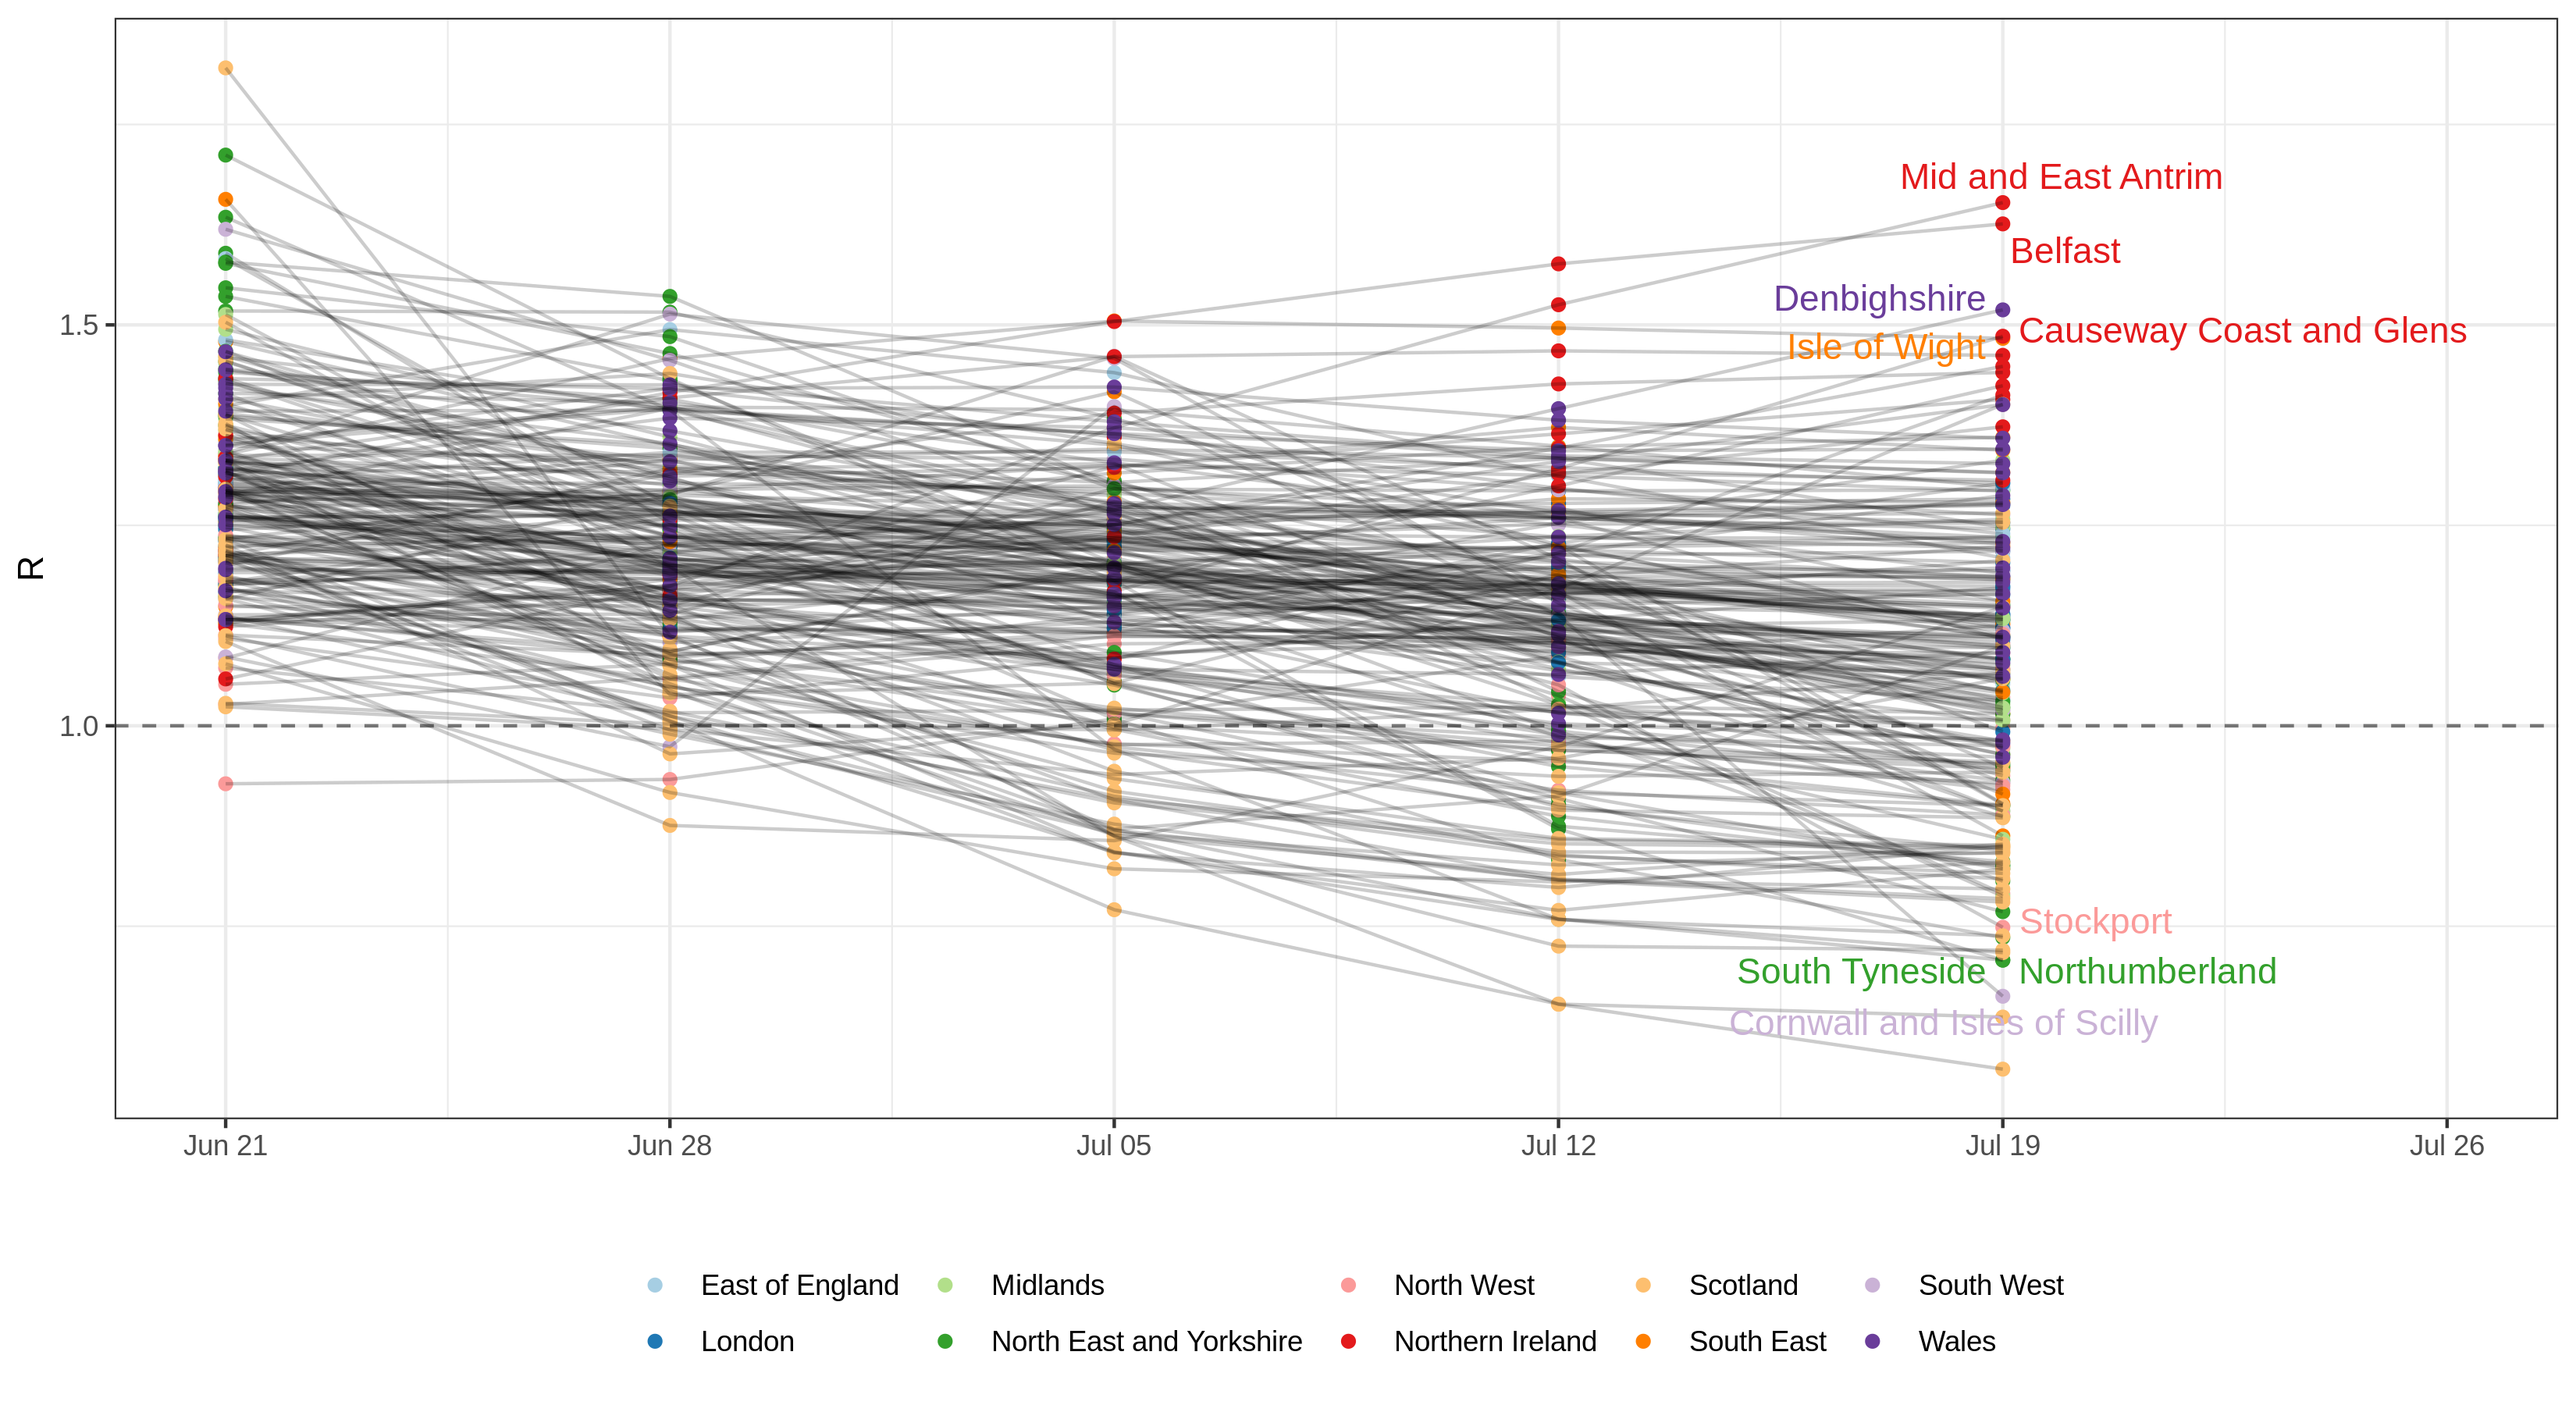 Mid and East Antrim
Belfast
Denbighshire
1.5
Causeway Coast and Glens
Isle of Wight
R
1.0
Stockport
South Tyneside
Northumberland
Cornwall and Isles of Scilly
Jun 21
Jun 28
Jul 05
Jul 12
Jul 19
Jul 26
East of England
Midlands
North West
Scotland
South West
London
North East and Yorkshire
Northern Ireland
South East
Wales